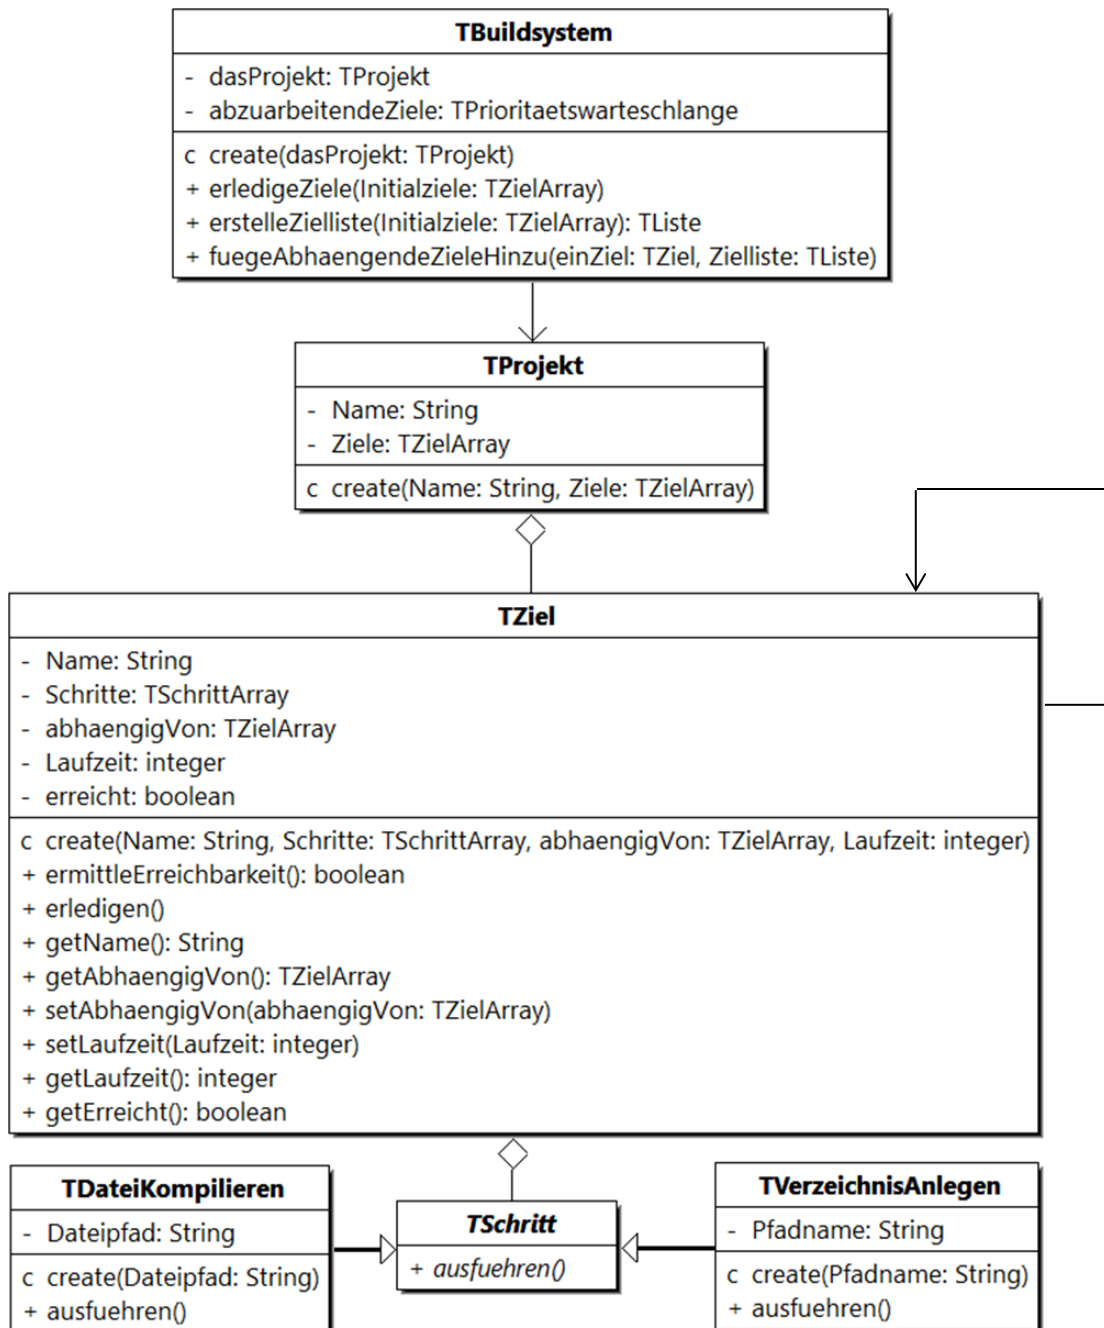 TBuildsystem
- dasProjekt: TProjekt
- abzuarbeitendeZiele: TPrioritaetswarteschlange
c create(dasProjekt: TProjekt)
+ erledigeZiele(Initialziele: TZielArray)
+ erstelleZielliste(Initialziele: TZielArray): TListe
+ fuegeAbhaengendeZieleHinzu(einZiel: TZiel, Zielliste: TListe)
TProjekt
- Name: String
- Ziele: TZielArray
c create(Name: String, Ziele: TZielArray)
TZiel
- Name: String
- Schritte: TSchrittArray
- abhaengigVon: TZielArray
- Laufzeit: integer
- erreicht: boolean
c create(Name: String, Schritte: TSchrittArray, abhaengigVon: TZielArray, Laufzeit: integer)
+ ermittleErreichbarkeit(): boolean
+ erledigen()
+ getName(): String
+ getAbhaengigVon(): TZielArray
+ setAbhaengigVon(abhaengigVon: TZielArray)
+ setLaufzeit(Laufzeit: integer)
+ getLaufzeit(): integer
+ getErreicht(): boolean
TDateiKompilieren
- Dateipfad: String
c create(Dateipfad: String)
+ ausfuehren()
TSchritt
+ ausfuehren()
TVerzeichnisAnlegen
- Pfadname: String
c create(Pfadname: String)
+ ausfuehren()